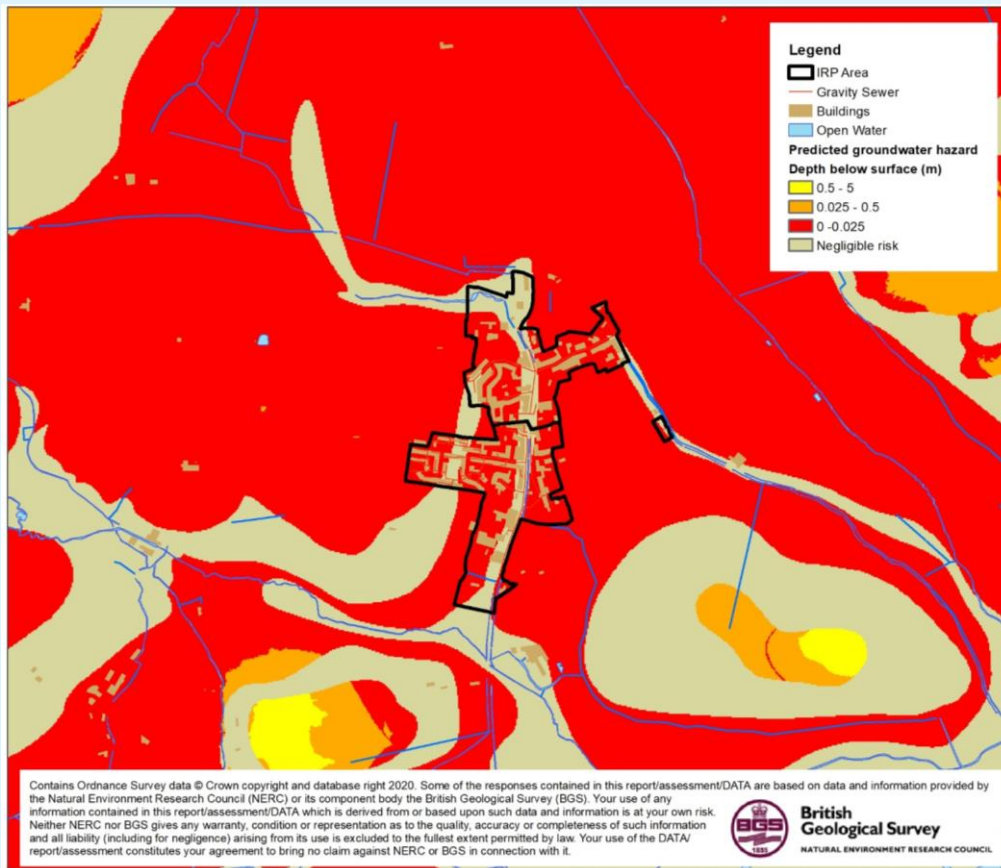 Legend
IRP Area
Gravity Sewer
Buildings
Open Water
Predicted groundwater hazard
Depth below surface (m)
0.5 - 5
0.025 - 0.5
0 -0.025
Negligible risk
Contains Ordnance Survey data © Crown copyright and database right 2020. Some of the responses contained in this report/assessment/DATA are based on data and information provided by
the Natural Environment Research Council (NERC) or its component body the British Geological Survey (BGS). Your use of any
information contained in this report/assessment/DATA which is derived from or based upon such data and information is at your own risk.
Neither NERC nor BGS gives any warranty, condition or representation as to the quality, accuracy or completeness of such information
and all liability (including for negligence) arising from its use is excluded to the fullest extent permitted by law. Your use of the DATA/
report/assessment constitutes your agreement to bring no claim against NERC or BGS in connection with it.
BGS
1835
British
Geological Survey
NATURAL ENVIRONMENT RESEARCH COUNCIL